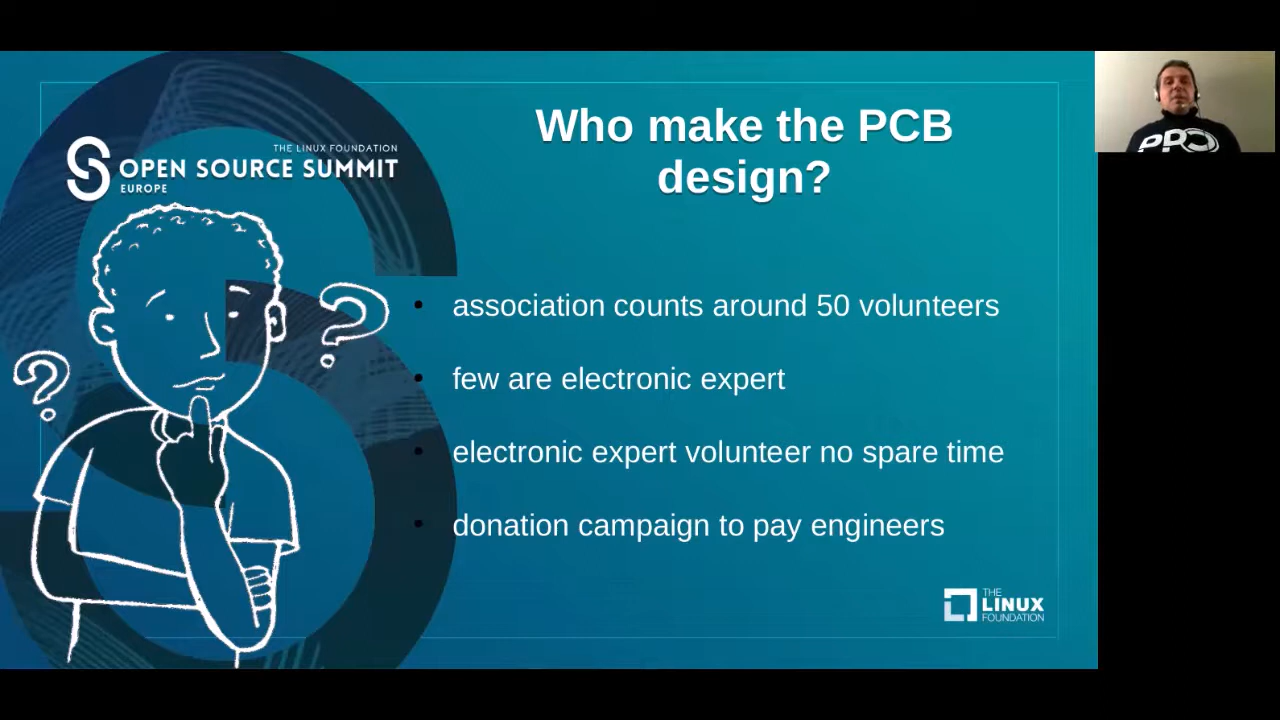 THE LINUX FOUNDATION
OPEN SOURCE SUMMIT
EUROPE
Who make the PCB
design?
? ?
• association counts around 50 volunteers
• few are electronic expert
• electronic expert volunteer no spare time
• donation campaign to pay engineers
THE
LINUX
FOUNDATION